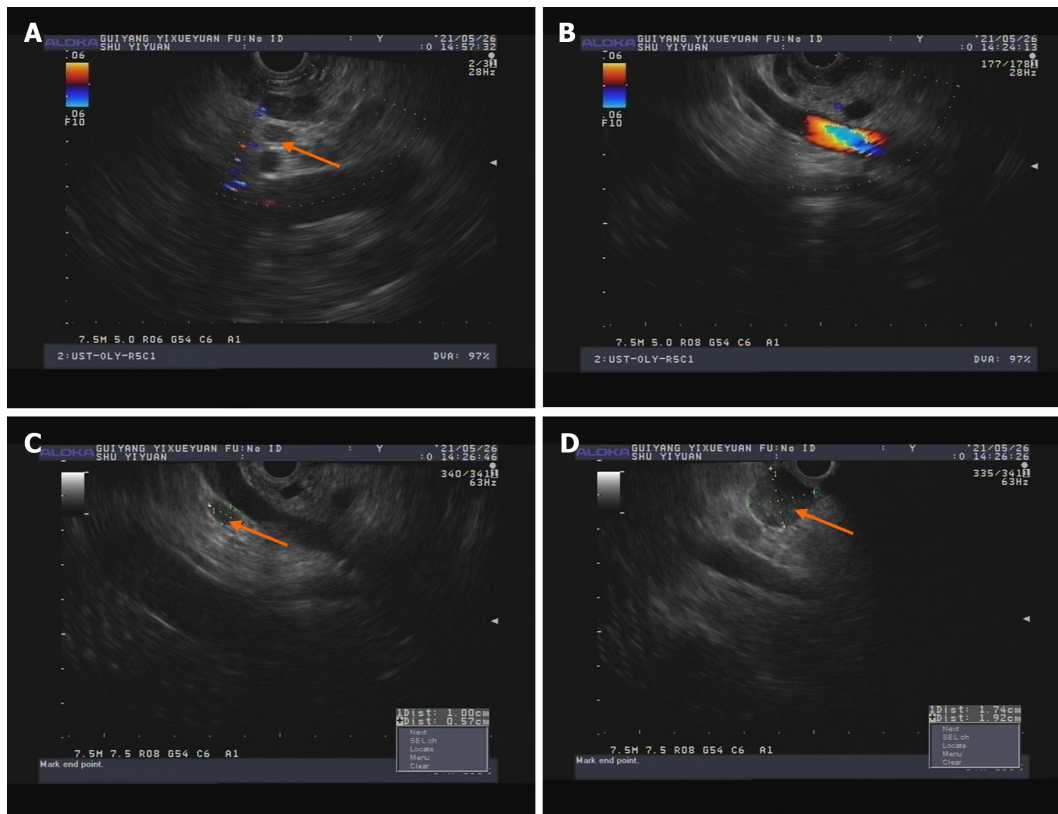 A
ALOKA GUIYANG YIXUEYUAN FU:No ID : Y '21/05/26
SHU YIYUAN : :0 14:57:32
.06
2/31
28Hz
.06
F10
7.5M 5.0 R06 G54 C6 A1
2:UST-OLY-R5C1 DVA: 97%
B
ALOKA GUIYANG YIXUEYUAN FU:No ID : Y '21/05/26
SHU YIYUAN : :0 14:24:13
.06
177/1781
28Hz
.06
F10
7.5M 5.0 R08 G54 C6 A1
2:UST-OLY-R5C1 DVA: 97%
C
ALOKA GUIYANG YIXUEYUAN FU:No ID : Y '21/05/26
SHU YIYUAN : :0 14:26:46
340/3411
63Hz
1Dist: 1.00cm
+Dist: 0.57cm
Next
SEL ch
Locate
Menu
Clear
7.5M 7.5 R08 G54 C6 A1
Mark end point.
D
ALOKA GUIYANG YIXUEYUAN FU:No ID : Y '21/05/26
SHU YIYUAN : :0 14:26:26
335/3411
63Hz
1Dist: 1.74cm
+Dist: 1.92cm
Next
SEL ch
Locate
Menu
Clear
7.5M 7.5 R08 G54 C6 A1
Mark end point.